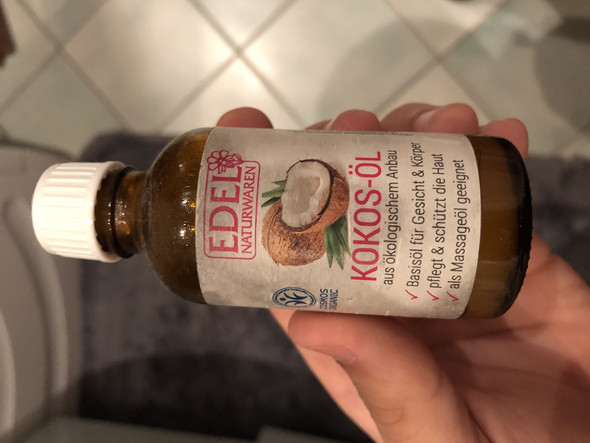 EDEL
NATURWAREN
KOKOS-ÖL
aus ökologischem Anbau
✓ Basisöl für Gesicht & Körper
✓ pflegt & schützt die Haut
✓ als Massageöl geeignet
COSMOS
ORGANIC